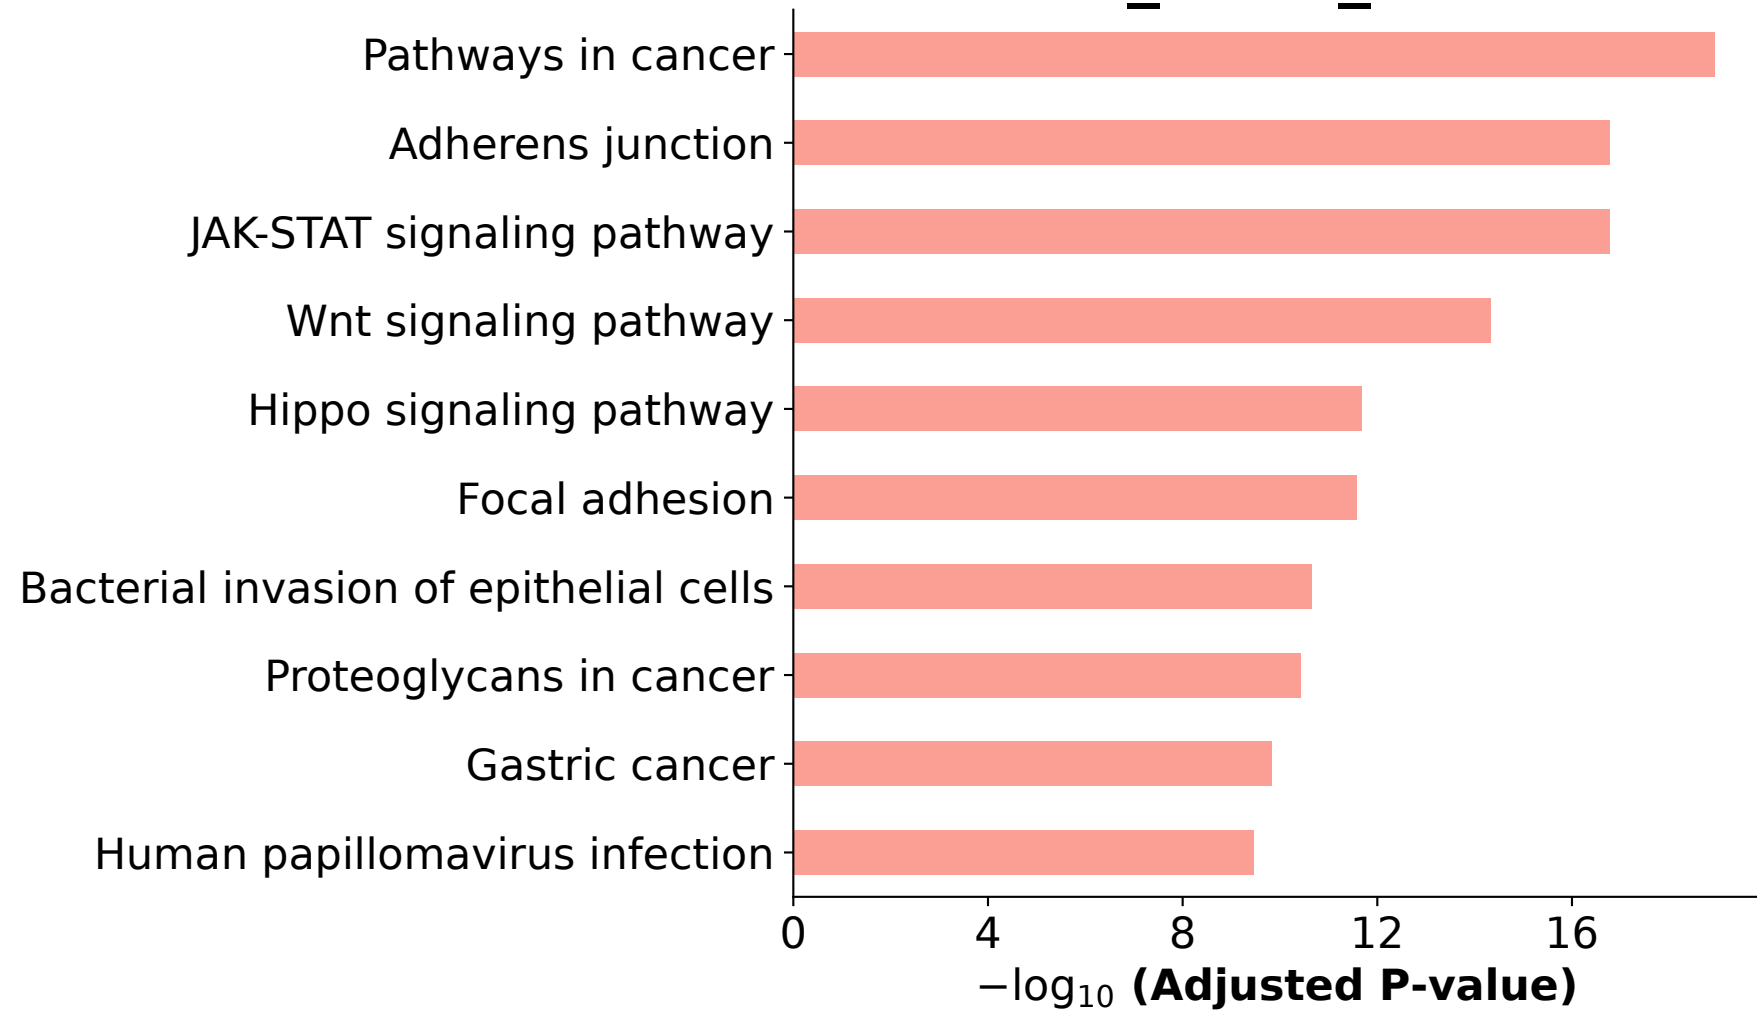 Pathways in cancer
Adherens junction
JAK-STAT signaling pathway
Wnt signaling pathway
Hippo signaling pathway
Focal adhesion
Bacterial invasion of epithelial cells
Proteoglycans in cancer
Gastric cancer
Human papillomavirus infection
0 4 8 12 16
−log₁₀ (Adjusted P-value)